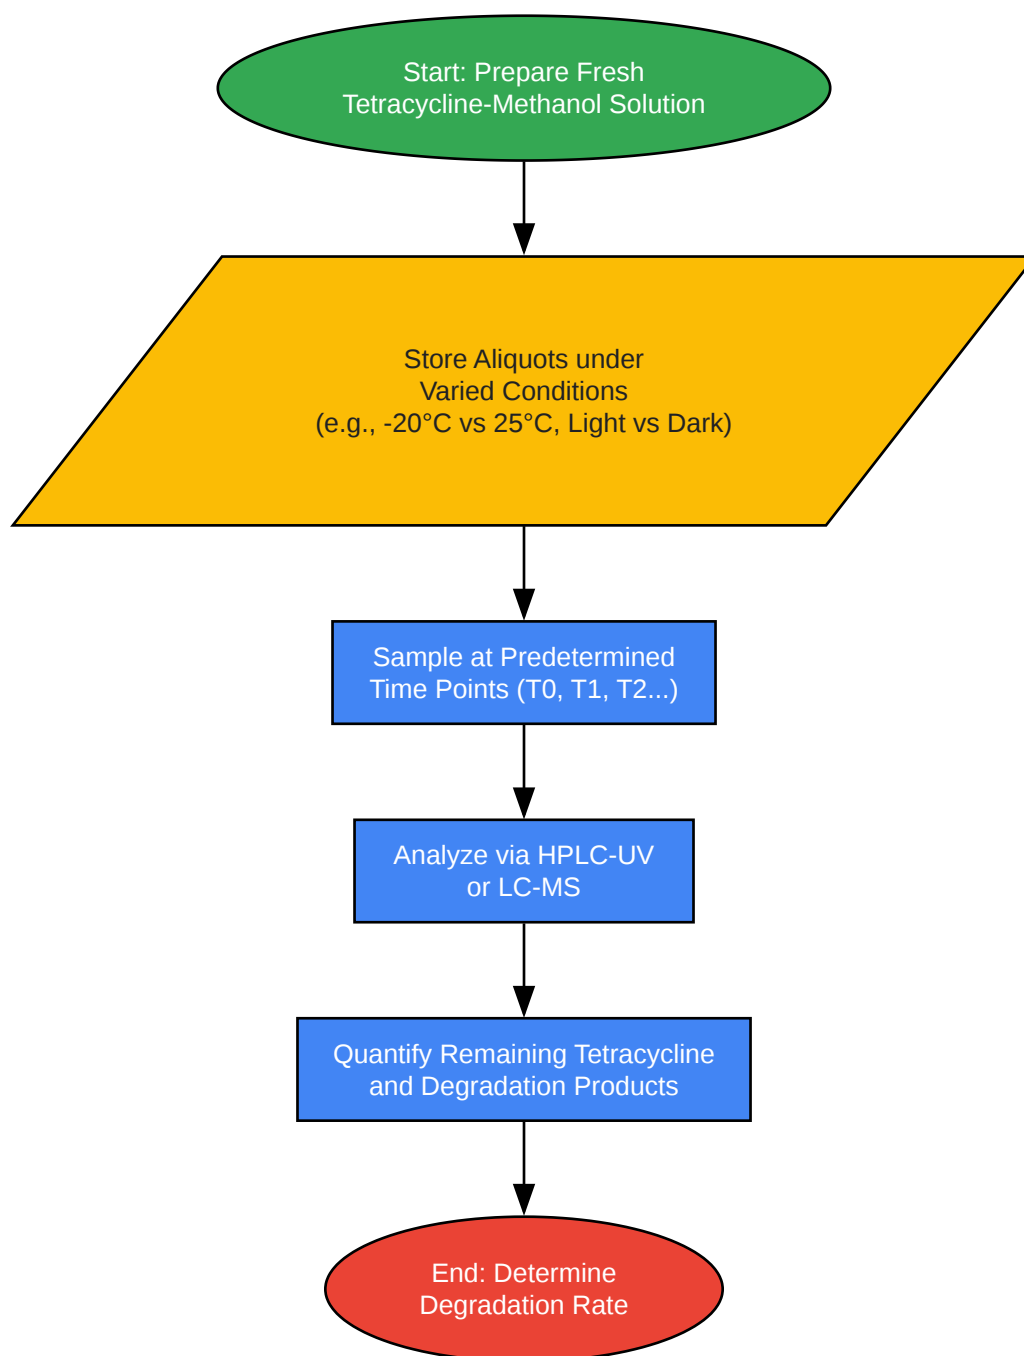 Start: Prepare Fresh
Tetracycline-Methanol Solution
Store Aliquots under
Varied Conditions
(e.g., -20°C vs 25°C, Light vs Dark)
Sample at Predetermined
Time Points (T0, T1, T2...)
Analyze via HPLC-UV
or LC-MS
Quantify Remaining Tetracycline
and Degradation Products
End: Determine
Degradation Rate